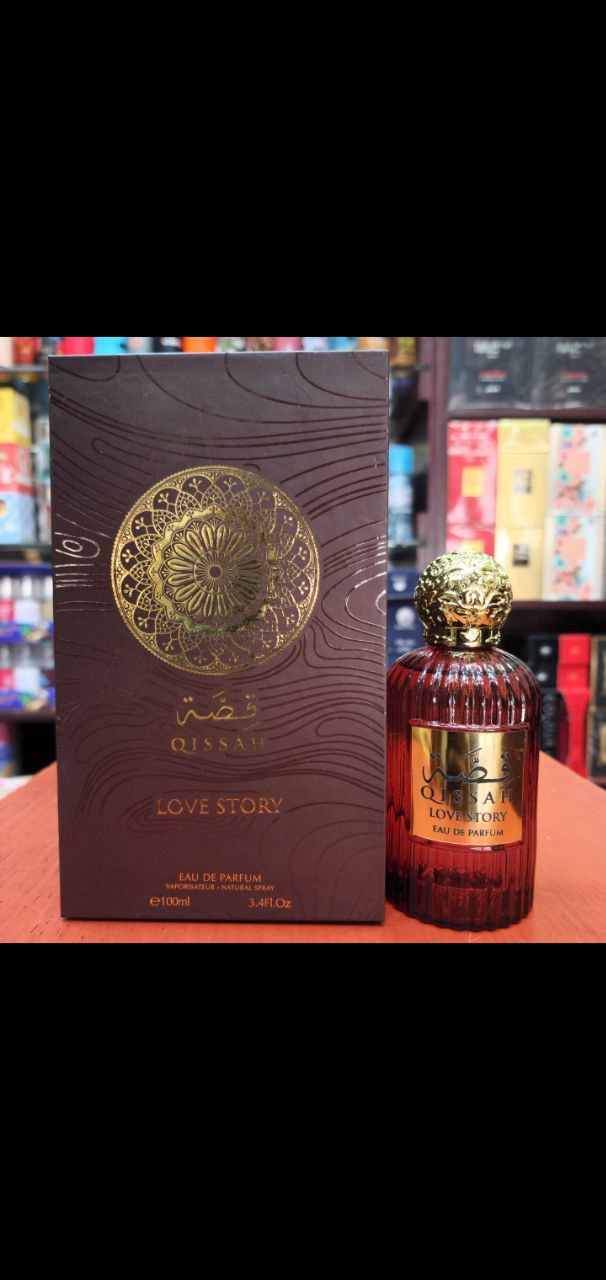 قِصَّة
QISSAH
LOVE STORY
EAU DE PARFUM
VAPORISATEUR - NATURAL SPRAY
℮100ml 3.4Fl.Oz
قصة
QISSAH
LOVE STORY
EAU DE PARFUM